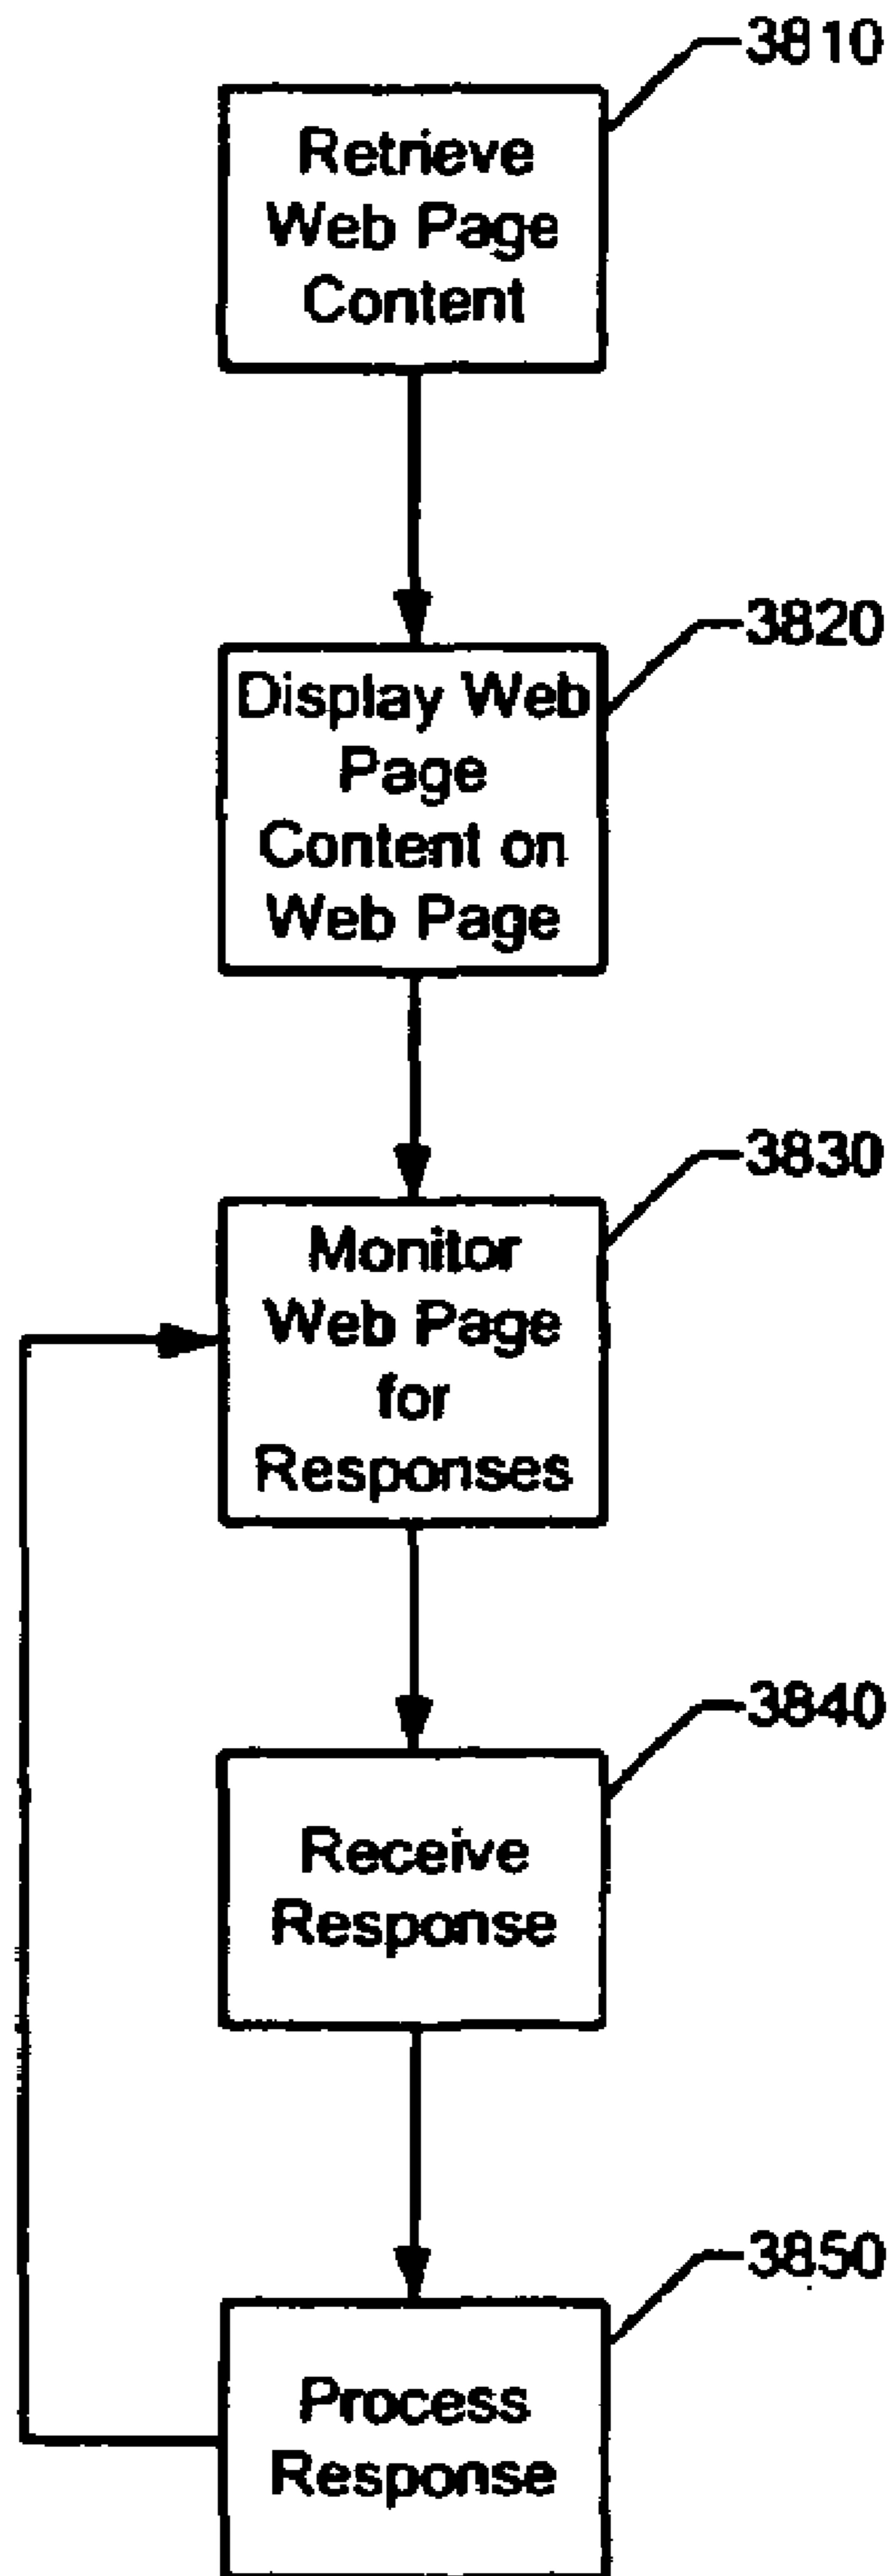 3810
Retrieve
Web Page
Content
3820
Display Web
Page
Content on
Web Page
3830
Monitor
Web Page
for
Responses
3840
Receive
Response
3850
Process
Response